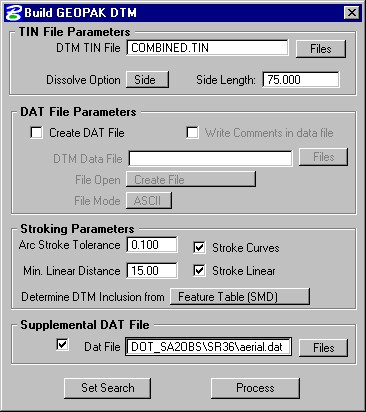 Build GEOPAK DTM
TIN File Parameters
DTM TIN File COMBINED.TIN Files
Dissolve Option Side Side Length: 75.000
DAT File Parameters
Create DAT File Write Comments in data file
DTM Data File Files
File Open Create File
File Mode ASCII
Stroking Parameters
Arc Stroke Tolerance 0.100 Stroke Curves
Min. Linear Distance 15.00 Stroke Linear
Determine DTM Inclusion from Feature Table (SMD)
Supplemental DAT File
Dat File DOT_SA2OBS\SR36\aerial.dat Files
Set Search Process